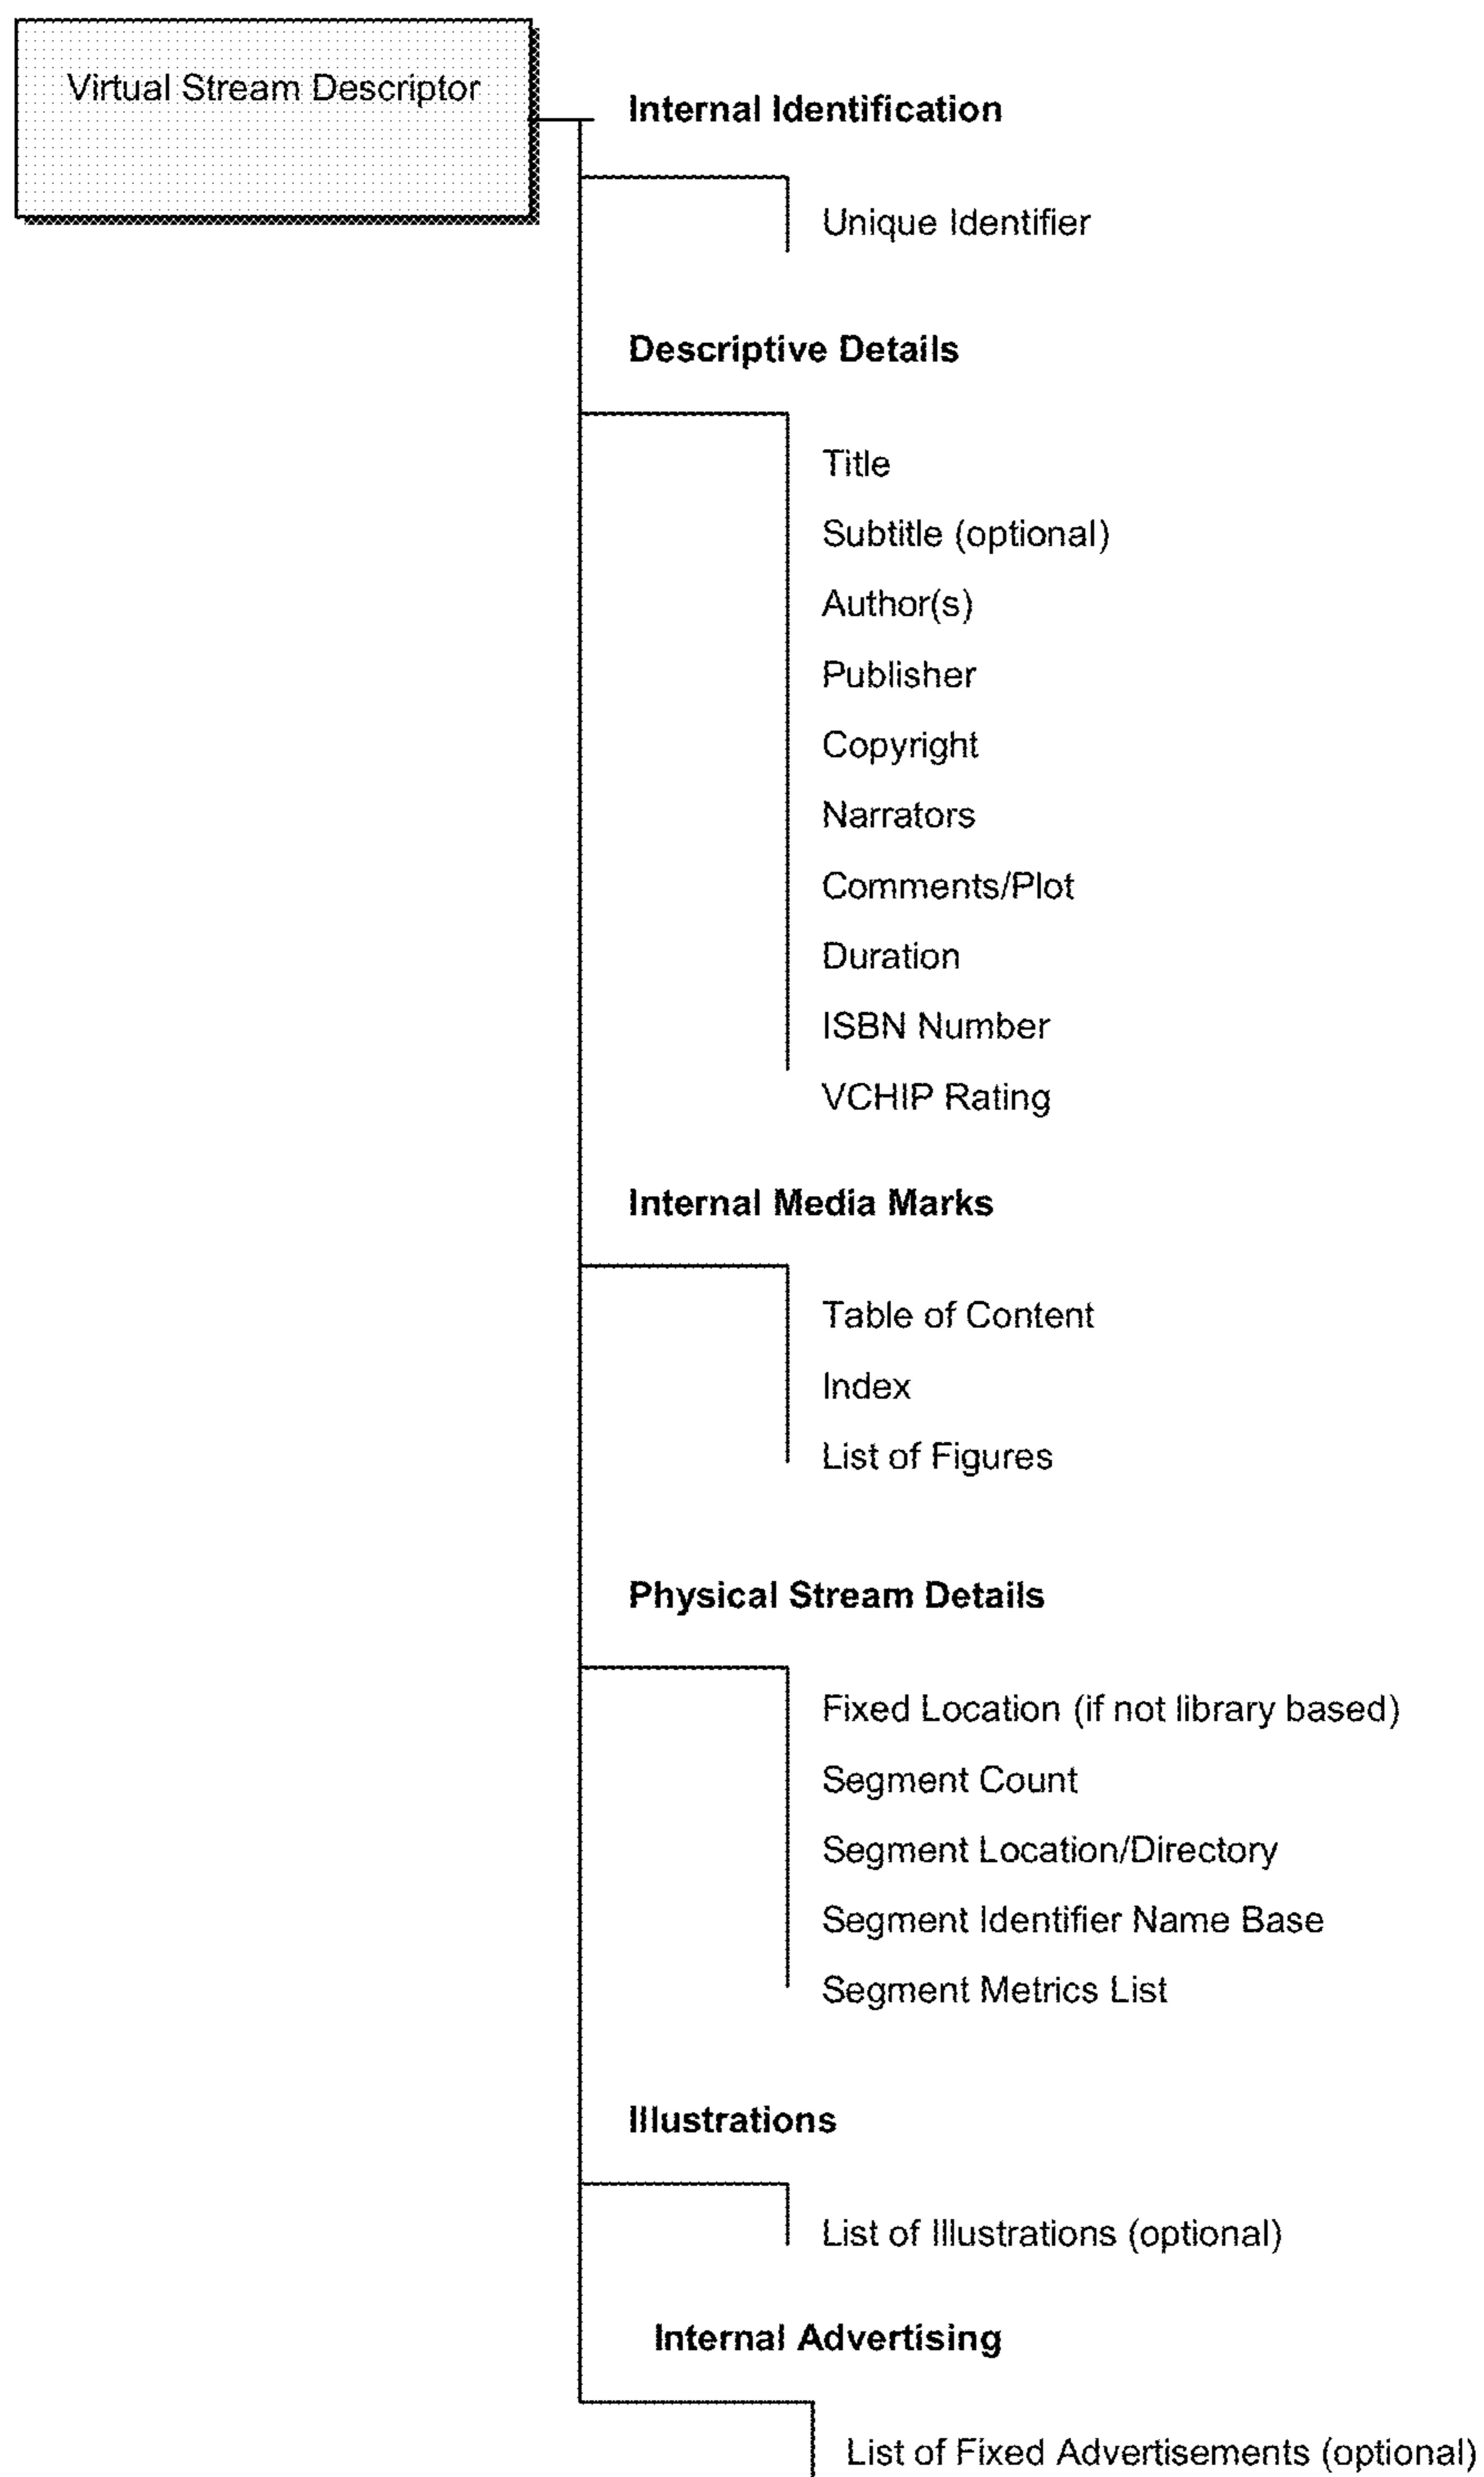 Virtual Stream Descriptor
Internal Identification
Unique Identifier
Descriptive Details
Title
Subtitle (optional)
Author(s)
Publisher
Copyright
Narrators
Comments/Plot
Duration
ISBN Number
VCHIP Rating
Internal Media Marks
Table of Content
Index
List of Figures
Physical Stream Details
Fixed Location (if not library based)
Segment Count
Segment Location/Directory
Segment Identifier Name Base
Segment Metrics List
Illustrations
List of Illustrations (optional)
Internal Advertising
List of Fixed Advertisements (optional)